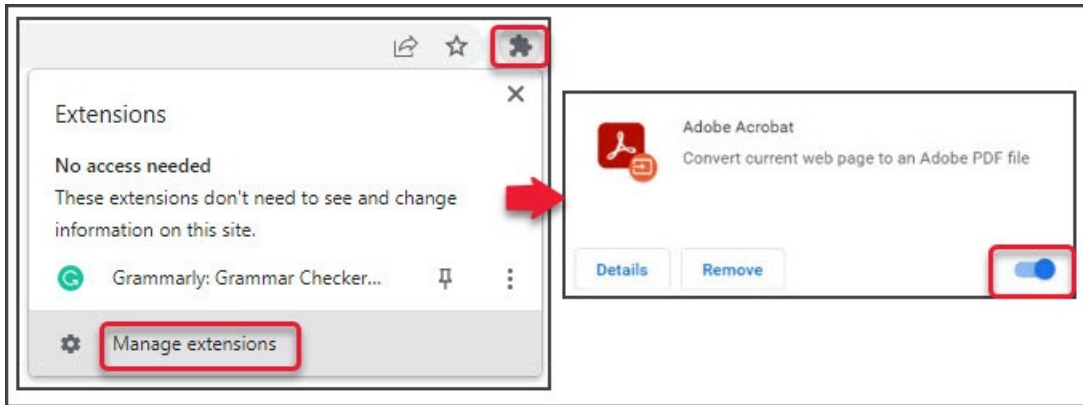 Extensions
No access needed
These extensions don't need to see and change
information on this site.
Grammarly: Grammar Checker...
Manage extensions
Adobe Acrobat
Convert current web page to an Adobe PDF file
Details
Remove